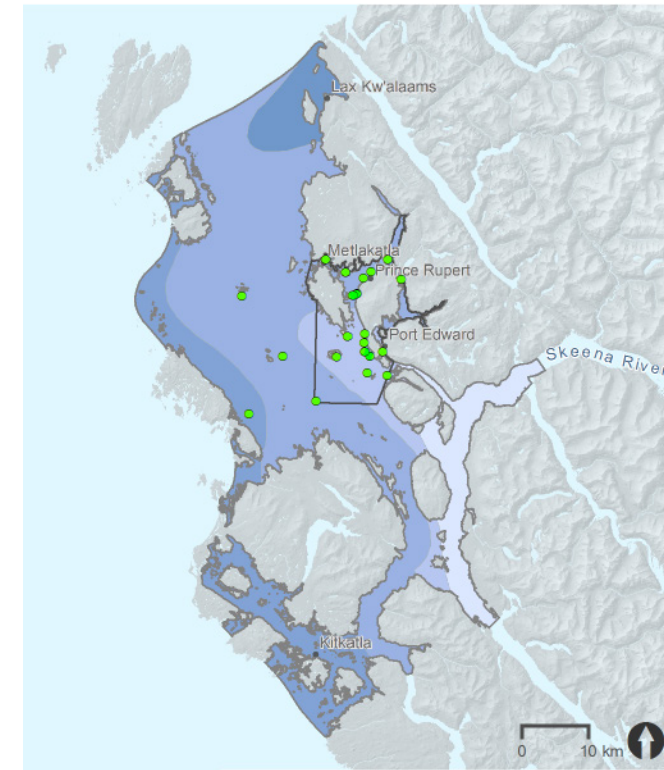 Lax Kw'alaams
Metlakatla
Prince Rupert
Port Edward
Skeena River
Kitkatla
0 10 km